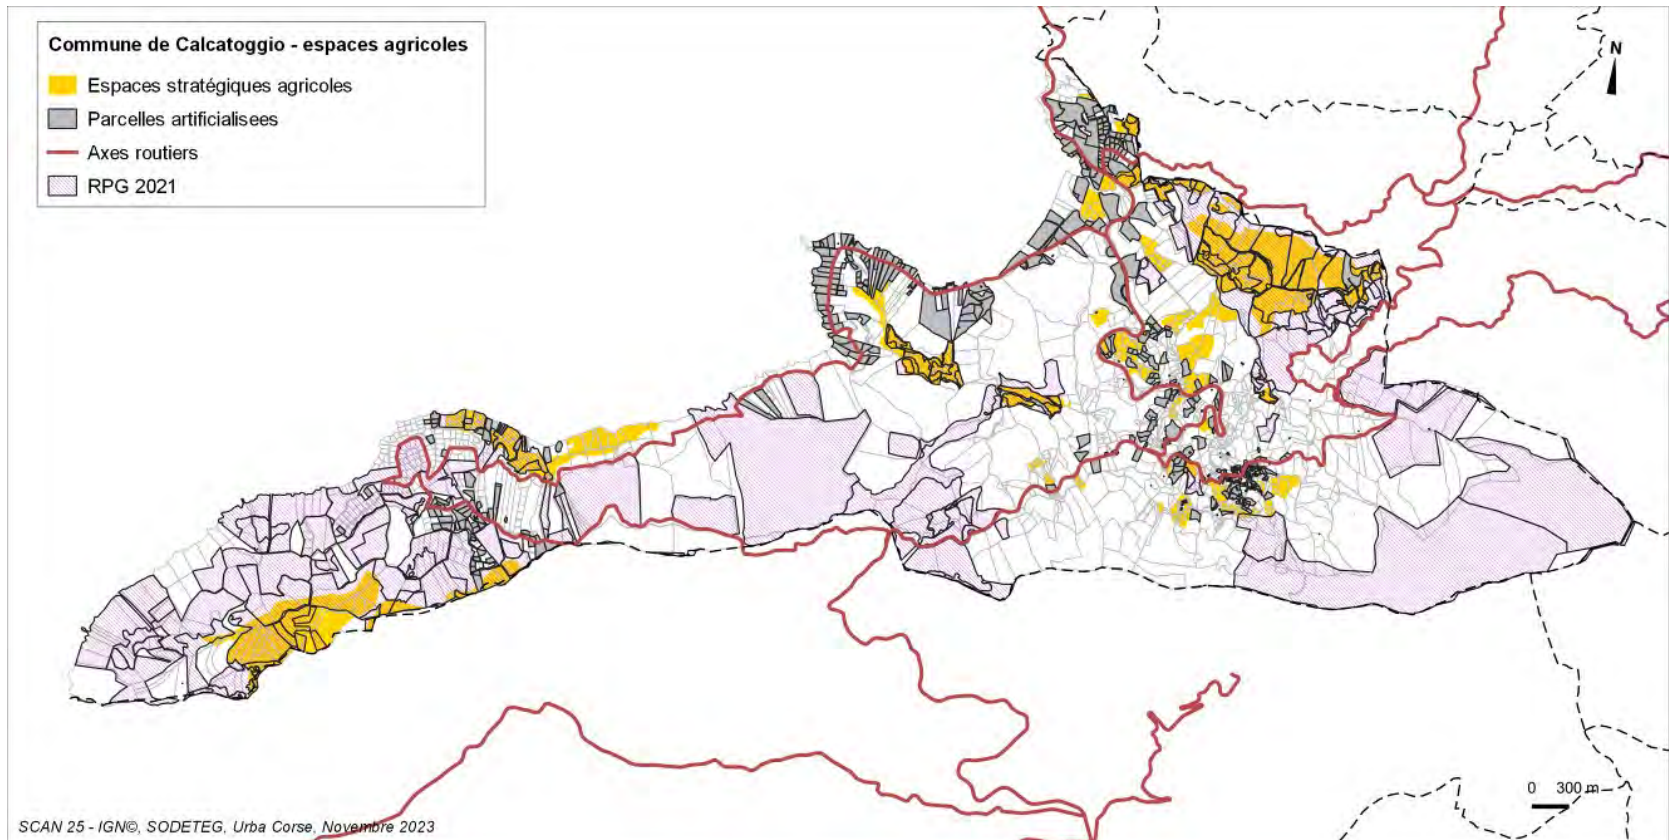 Commune de Calcatoggio - espaces agricoles
Espaces stratégiques agricoles
Parcelles artificialisees
Axes routiers
RPG 2021
N
0 300 m
SCAN 25 - IGN©, SODETEG, Urba Corse, Novembre 2023